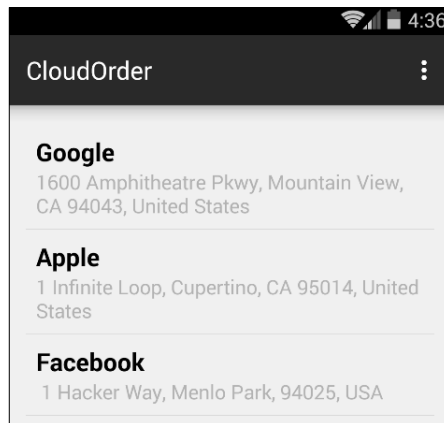 4:36
CloudOrder
Google
1600 Amphitheatre Pkwy, Mountain View,
CA 94043, United States
Apple
1 Infinite Loop, Cupertino, CA 95014, United
States
Facebook
1 Hacker Way, Menlo Park, 94025, USA